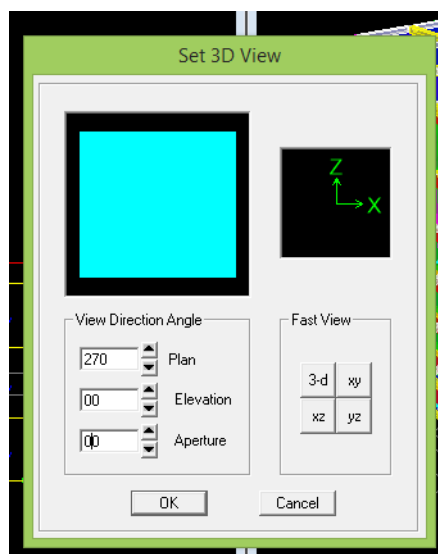 Set 3D View
Z
X
View Direction Angle
270 Plan
00 Elevation
00 Aperture
Fast View
3-d xy
xz yz
OK Cancel